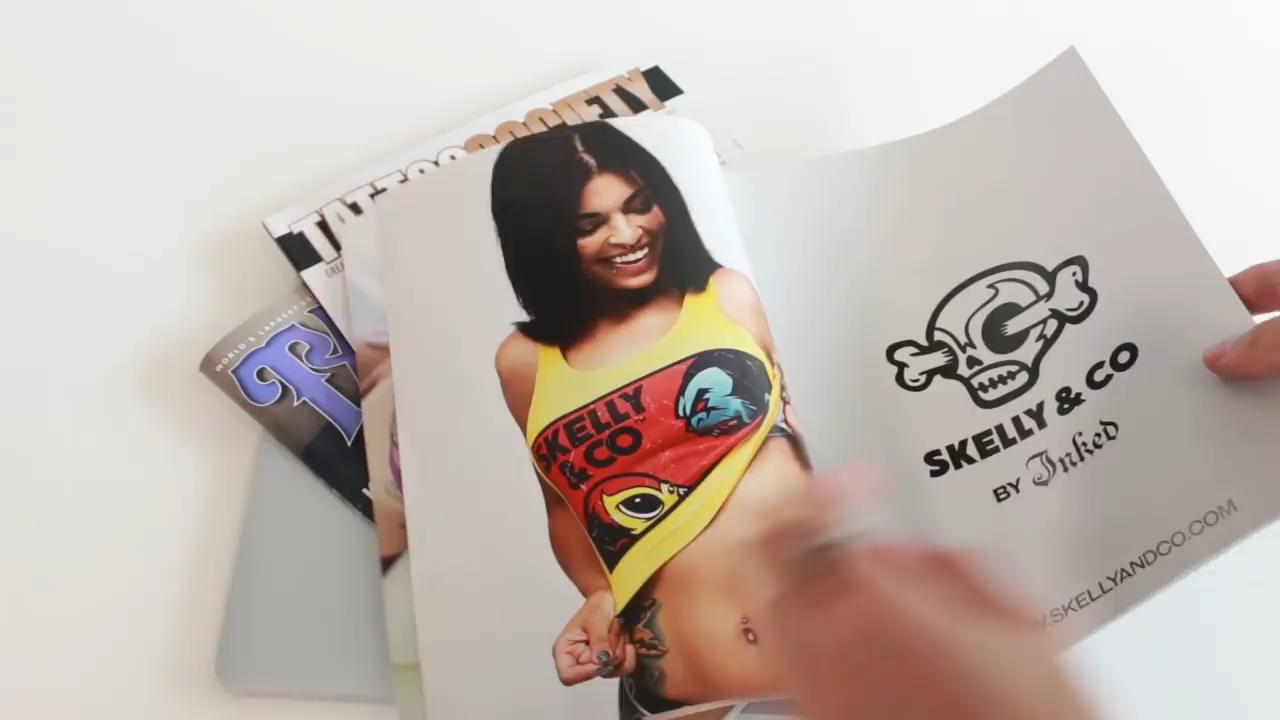 TATTOO SOCIETY
WORLD'S LARGEST
SKELLY
& CO
SKELLY & CO
BY Inked
.SKELLYANDCO.COM